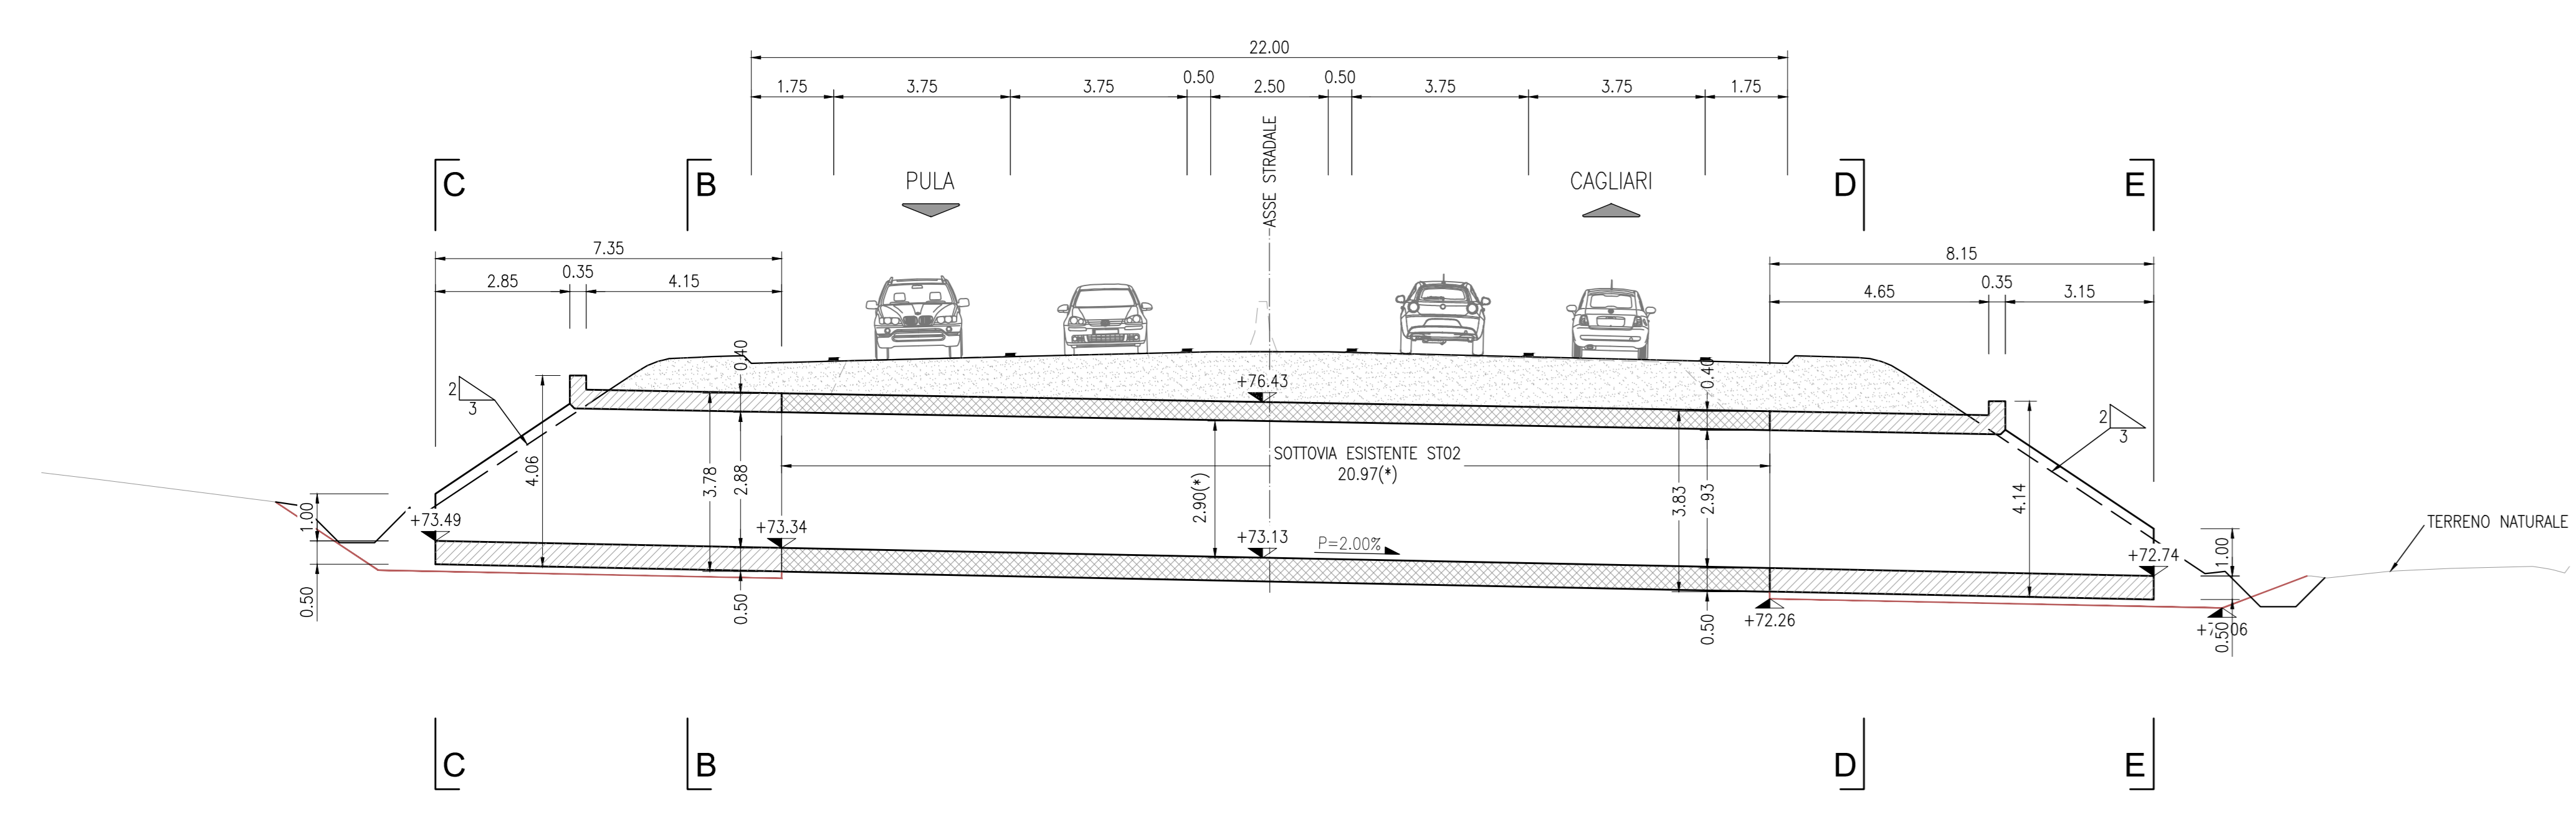 22.00
1.75 3.75 3.75 0.50 2.50 0.50 3.75 3.75 1.75
ASSE STRADALE
C B PULA CAGLIARI D E
7.35 8.15
2.85 0.35 4.15 4.65 0.35 3.15
0.40 0.40
2
3
+76.43
2
3
4.06 3.78 2.88 2.90(*) 3.83 2.93 4.14
SOTTOVIA ESISTENTE ST02
20.97(*)
1.00 +73.49 +73.34 +73.13 P=2.00% +72.74 1.00
TERRENO NATURALE
0.50 0.50 0.50 +72.26 0.50
C B D E